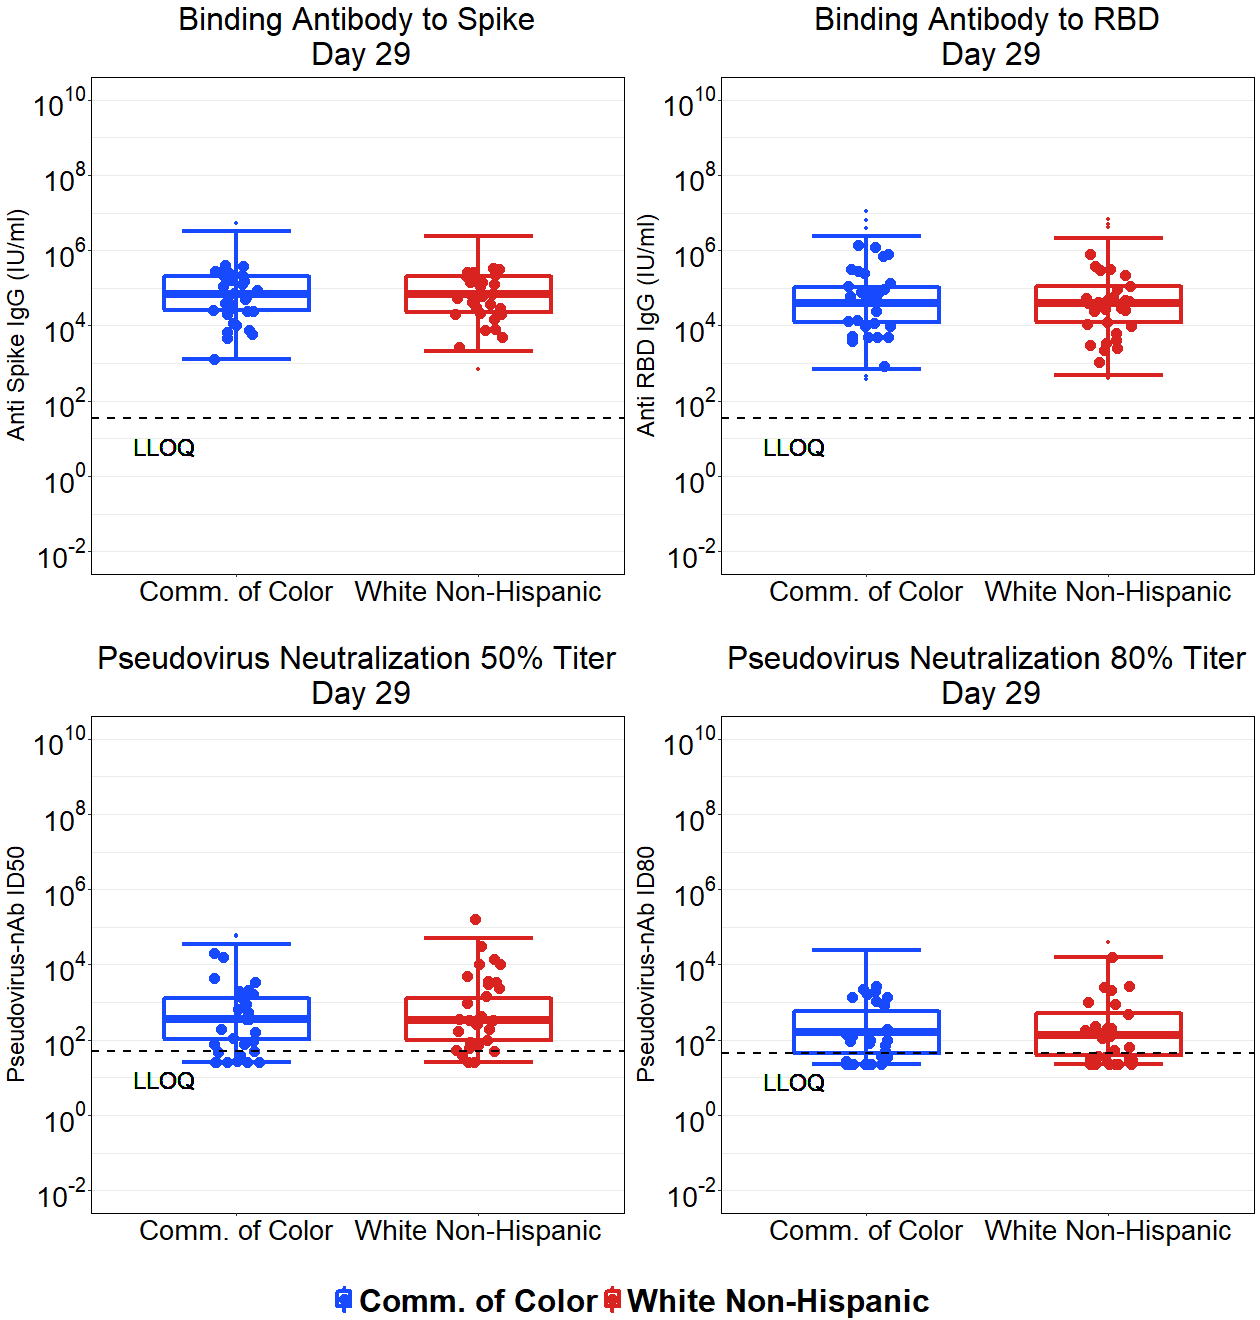 Binding Antibody to Spike
Day 29
Anti Spike IgG (IU/ml)
10^10
10^8
10^6
10^4
10^2
10^0
10^-2
LLOQ
Comm. of Color White Non-Hispanic
Binding Antibody to RBD
Day 29
Anti RBD IgG (IU/ml)
10^10
10^8
10^6
10^4
10^2
10^0
10^-2
LLOQ
Comm. of Color White Non-Hispanic
Pseudovirus Neutralization 50% Titer
Day 29
Pseudovirus-nAb ID50
10^10
10^8
10^6
10^4
10^2
10^0
10^-2
LLOQ
Comm. of Color White Non-Hispanic
Pseudovirus Neutralization 80% Titer
Day 29
Pseudovirus-nAb ID80
10^10
10^8
10^6
10^4
10^2
10^0
10^-2
LLOQ
Comm. of Color White Non-Hispanic
Comm. of Color White Non-Hispanic